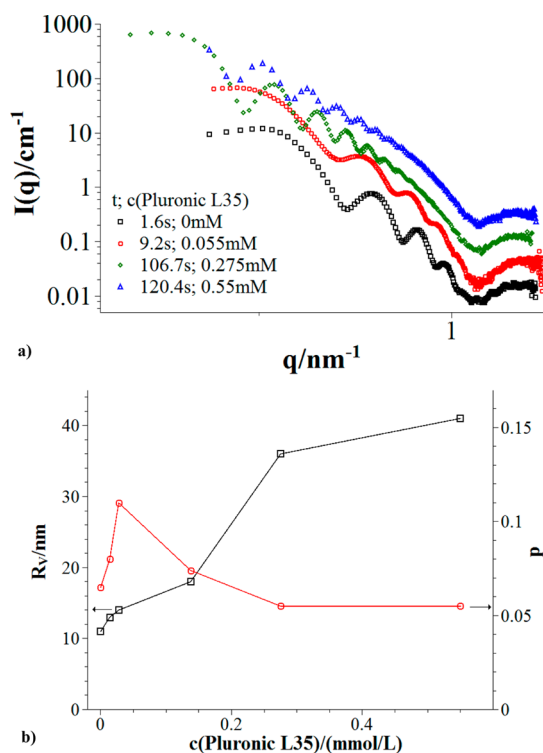 1000
100
10
1
0.1
0.01
I(q)/cm⁻¹
t; c(Pluronic L35)
1.6s; 0mM
9.2s; 0.055mM
106.7s; 0.275mM
120.4s; 0.55mM
1
a)
q/nm⁻¹
40
30
20
10
0
R_V/nm
0.15
0.1
0.05
0
p
0
0.2
0.4
b)
c(Pluronic L35)/(mmol/L)